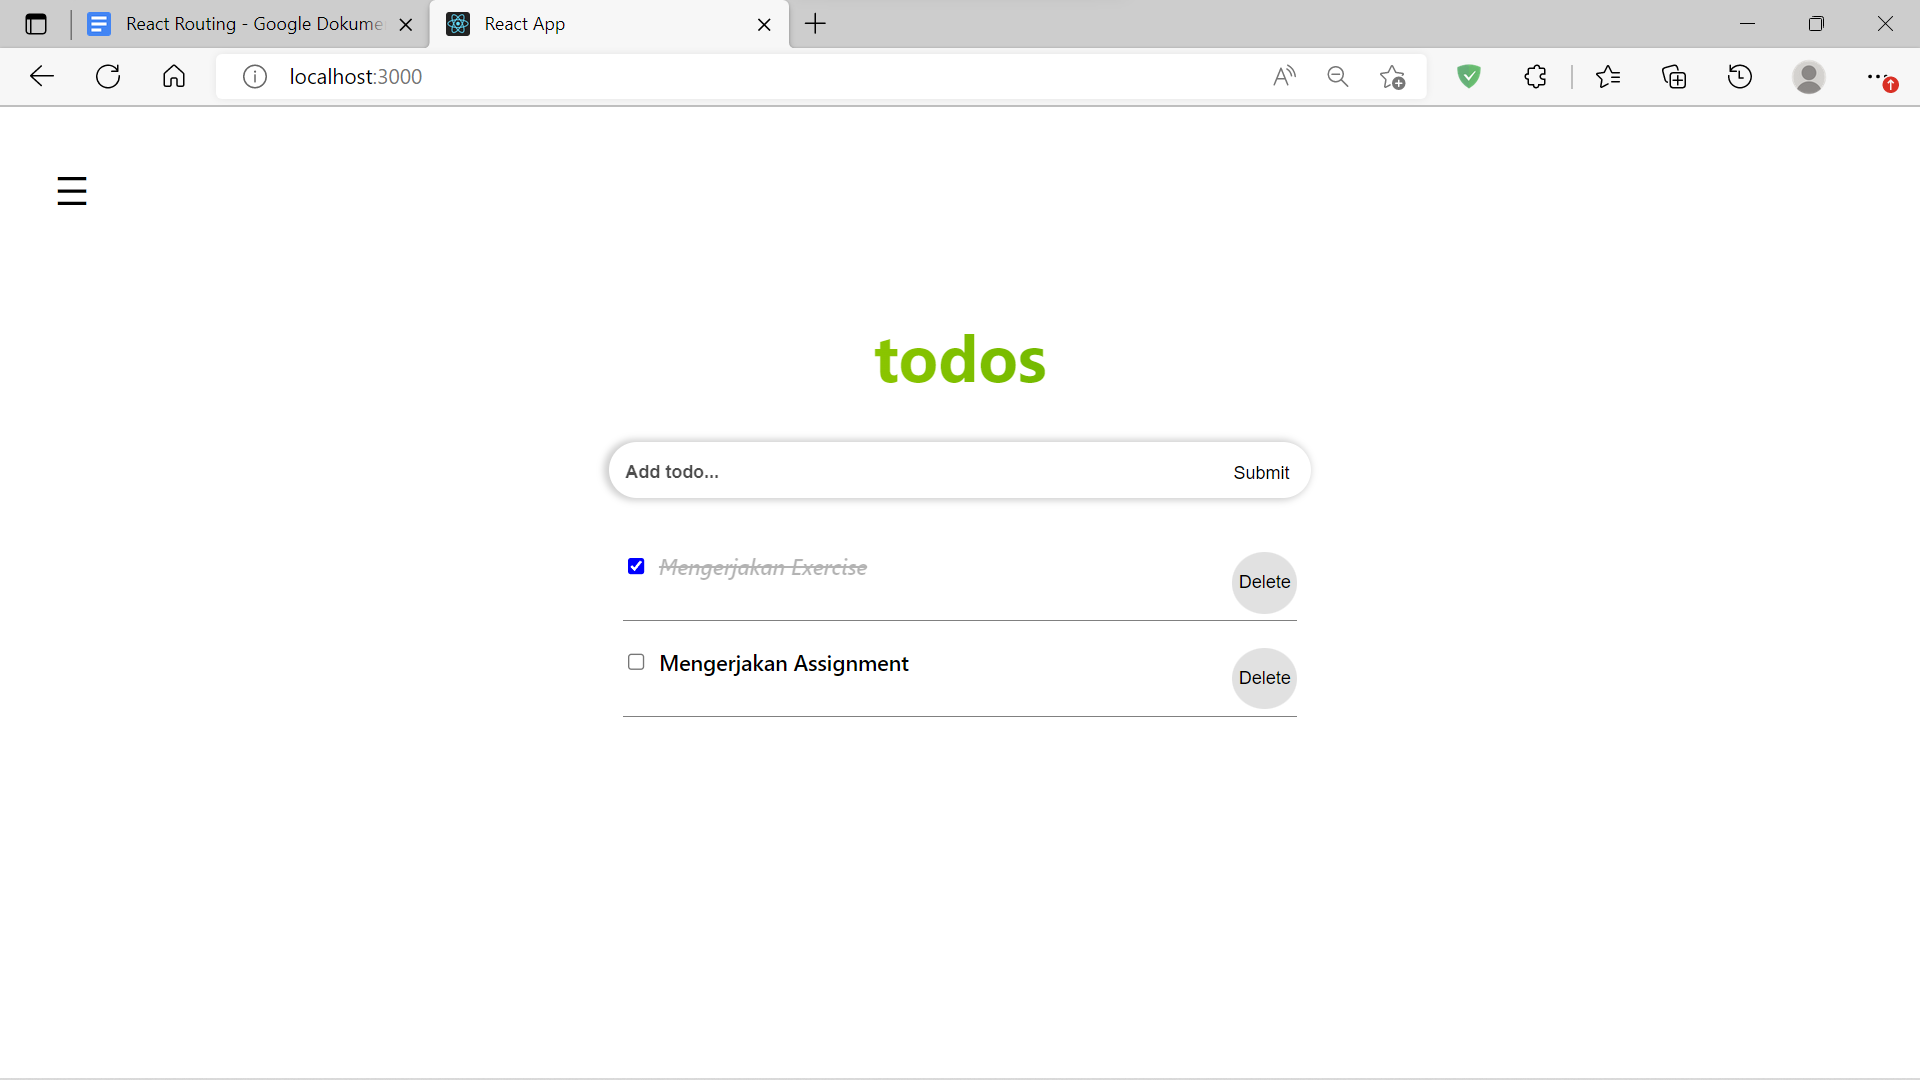 React Routing - Google Dokume
React App
localhost:3000
todos
Add todo...
Submit
Mengerjakan Exercise
Delete
Mengerjakan Assignment
Delete